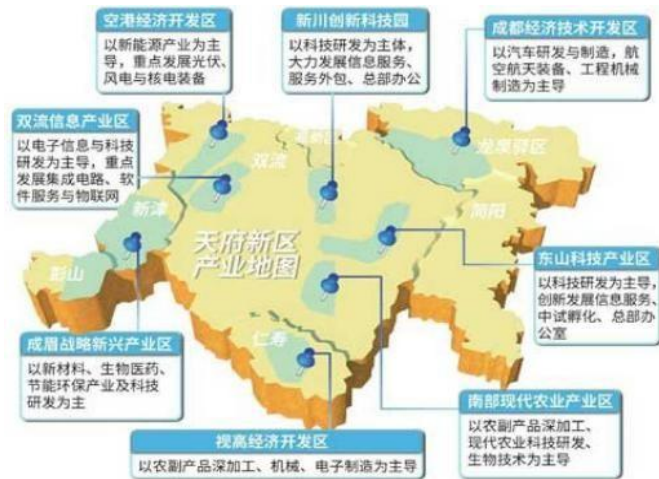 空港经济开发区
以新能源产业为主
导，重点发展光伏、
风电与核电装备
新川创新科技园
以科技研发为主体，
大力发展信息服务、
服务外包、总部办公
成都经济技术开发区
以汽车研发与制造，航
空航天装备、工程机械
制造为主导
双流信息产业区
以电子信息与科技
研发为主导，重点
发展集成电路、软
件服务与物联网
双流
高新区
龙泉驿区
新津
简阳
彭山
天府新区
产业地图
仁寿
东山科技产业区
以科技研发为主导，
创新发展信息服务、
中试孵化、总部办
公室
成眉战略新兴产业区
以新材料、生物医药、
节能环保产业及科技
研发为主
南部现代农业产业区
以农副产品深加工、
现代农业科技研发、
生物技术为主导
视高经济开发区
以农副产品深加工、机械、电子制造为主导